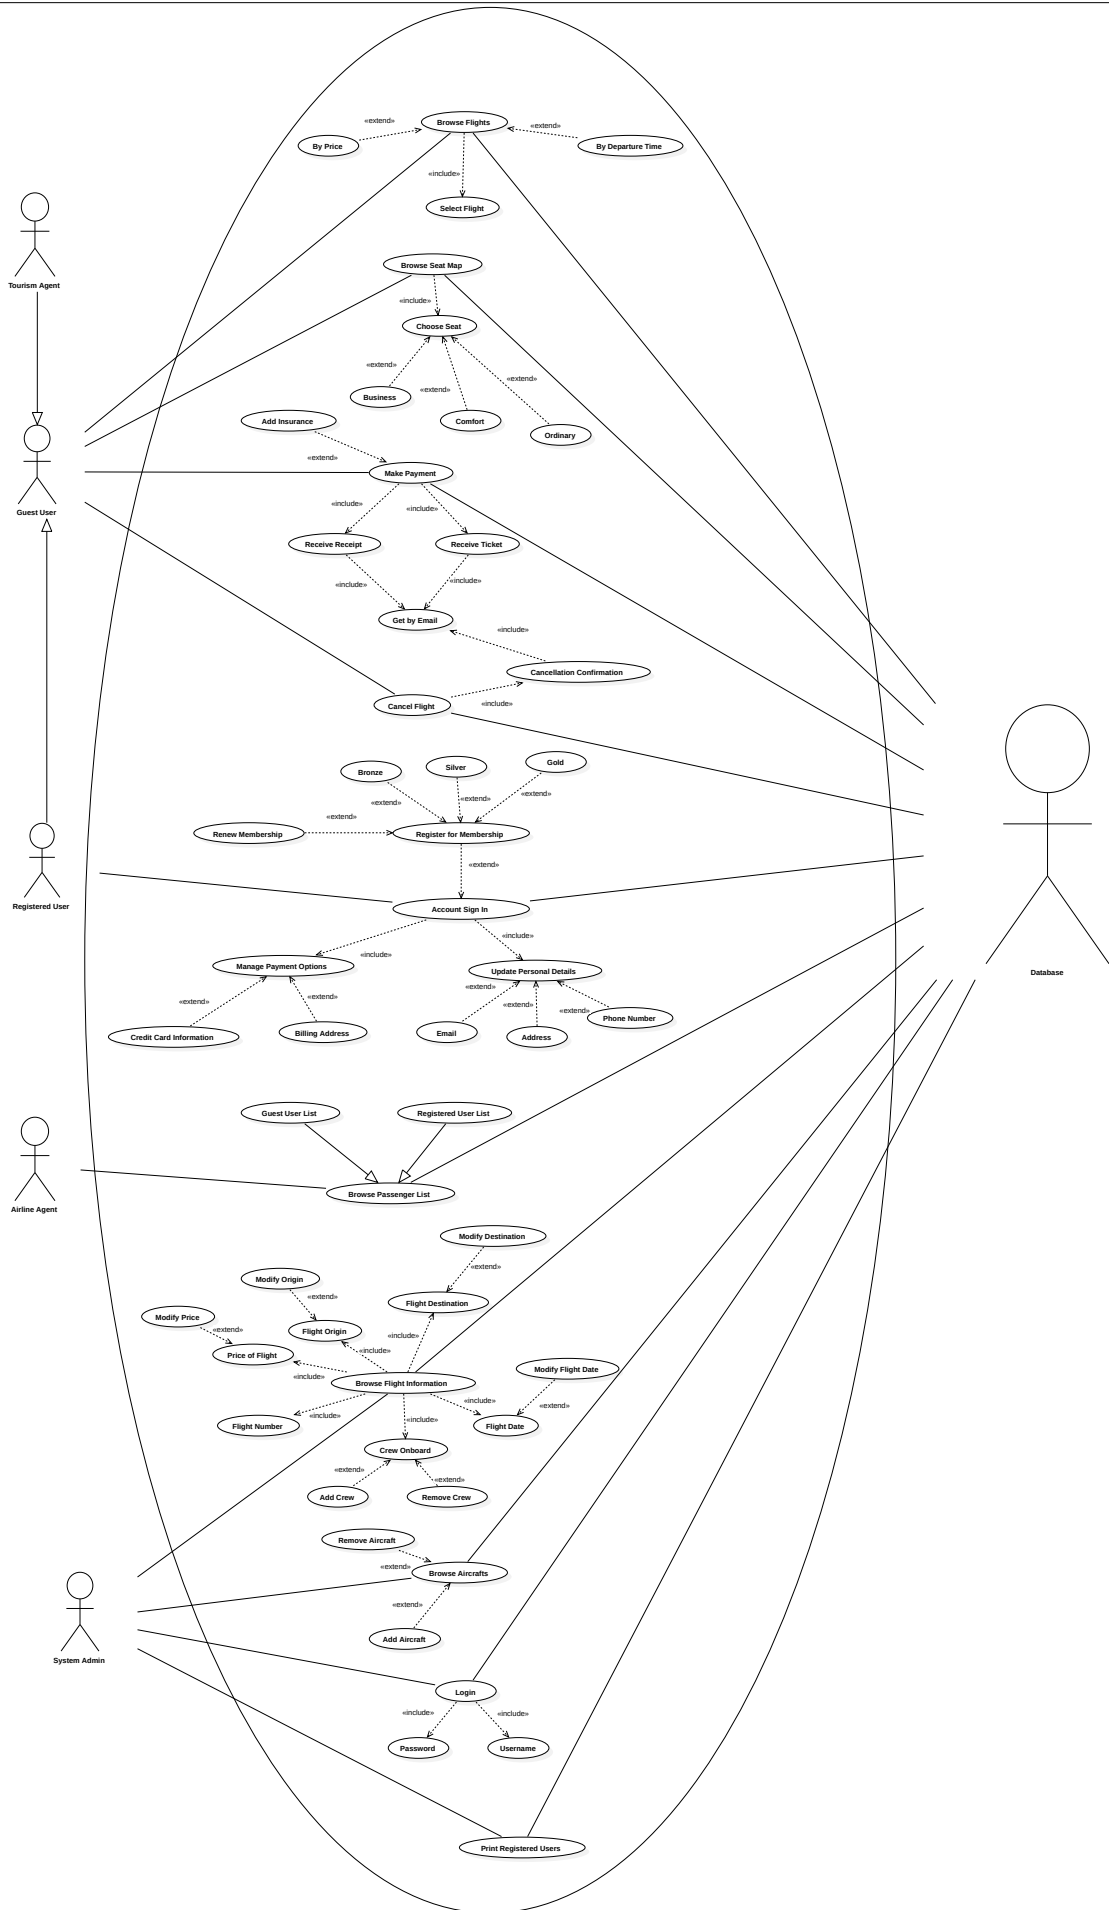 Browse Flights
«extend»
«extend»
By Price
By Departure Time
«include»
Select Flight
Tourism Agent
Browse Seat Map
«include»
Choose Seat
«extend»
«extend»
«extend»
Business
Comfort
Ordinary
Add Insurance
«extend»
Make Payment
Guest User
«include»
«include»
Receive Receipt
Receive Ticket
«include»
«include»
Get by Email
«include»
Cancellation Confirmation
«include»
Cancel Flight
Bronze
Silver
Gold
«extend»
«extend»
«extend»
Renew Membership
«extend»
Register for Membership
«extend»
Registered User
Account Sign In
«include»
«include»
Manage Payment Options
Update Personal Details
Database
«extend»
«extend»
«extend»
«extend»
«extend»
Credit Card Information
Billing Address
Email
Address
Phone Number
Guest User List
Registered User List
Airline Agent
Browse Passenger List
Modify Destination
«extend»
Modify Origin
«extend»
Flight Destination
Modify Price
«extend»
Flight Origin
«include»
«include»
Price of Flight
«include»
Browse Flight Information
Modify Flight Date
«include»
«extend»
«include»
«include»
Flight Number
Flight Date
Crew Onboard
«extend»
«extend»
Add Crew
Remove Crew
Remove Aircraft
«extend»
Browse Aircrafts
«extend»
Add Aircraft
System Admin
Login
«include»
«include»
Password
Username
Print Registered Users